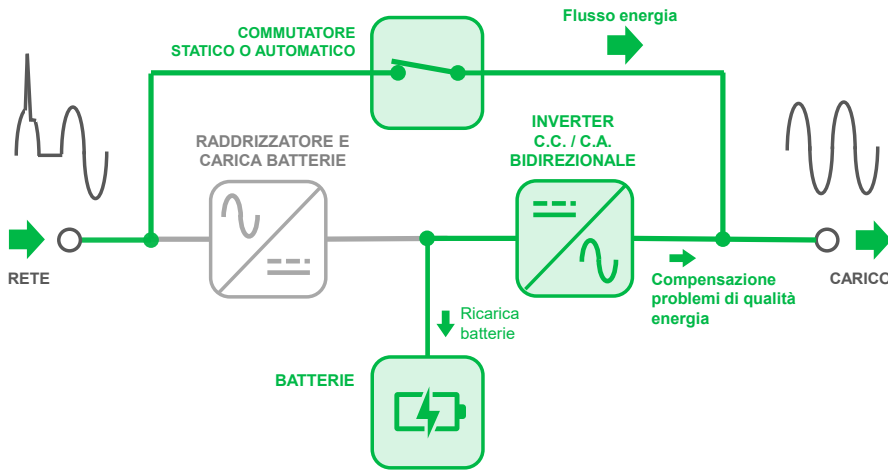 COMMUTATORE
STATICO O AUTOMATICO
Flusso energia
RADDRIZZATORE E
CARICA BATTERIE
INVERTER
C.C. / C.A.
BIDIREZIONALE
RETE
CARICO
Compensazione
problemi di qualità
energia
Ricarica
batterie
BATTERIE